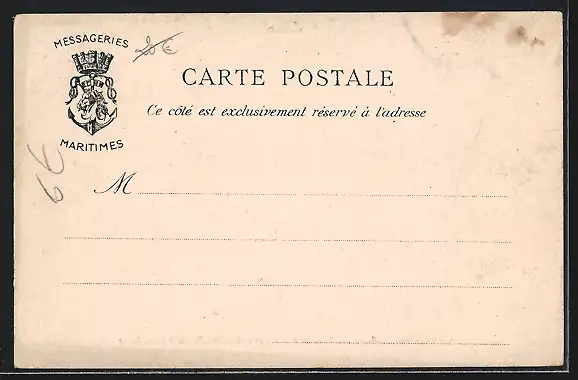 MESSAGERIES
MARITIMES
CARTE POSTALE
Ce côté est exclusivement réservé à l'adresse
M